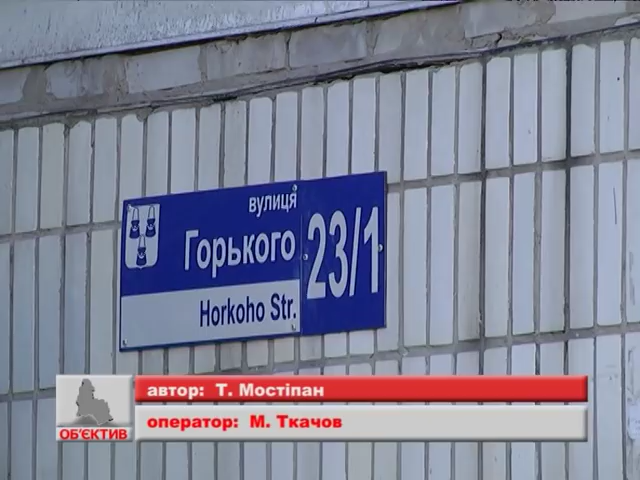 вулиця
Горького
23/1
Horkoho Str.
автор: Т. Мостіпан
оператор: М. Ткачов
ОБ'ЄКТИВ